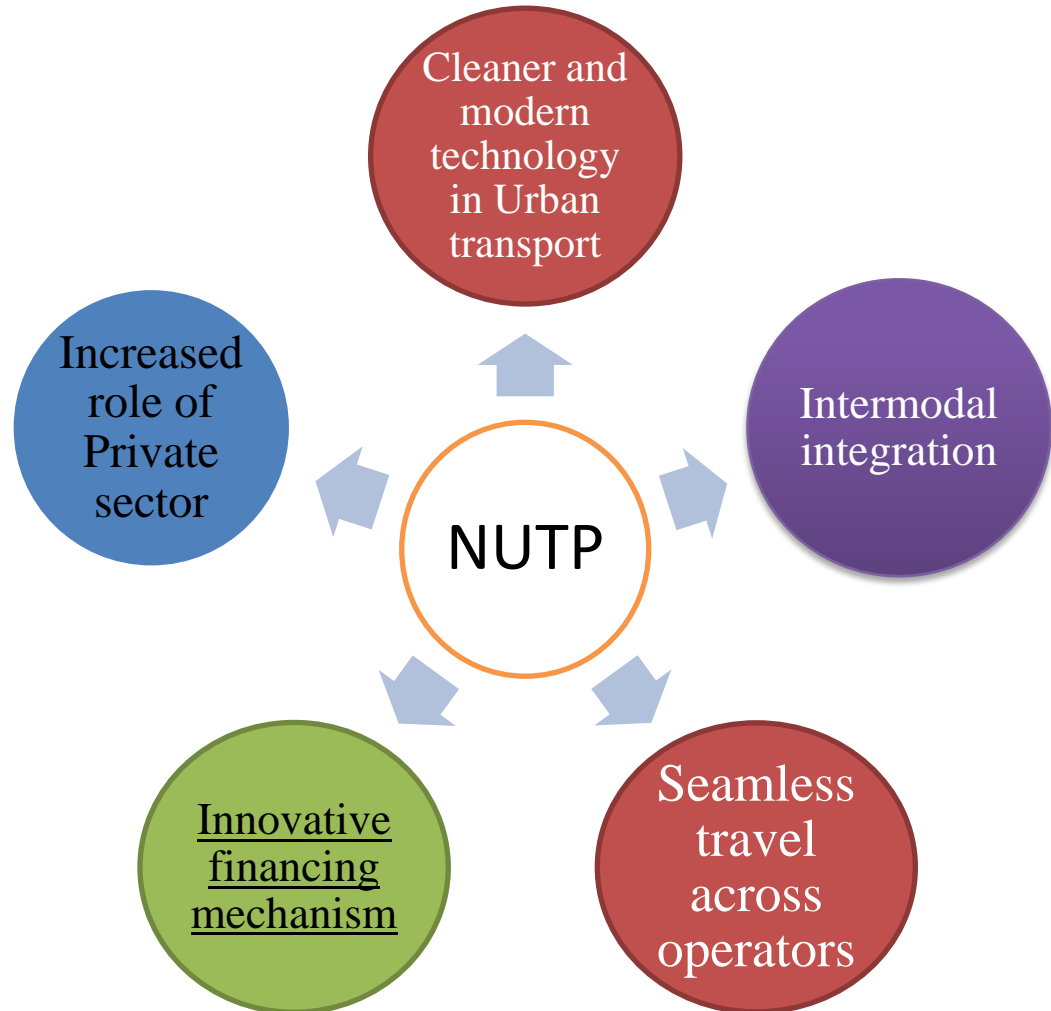 Cleaner and
modern
technology
in Urban
transport
Increased
role of
Private
sector
Intermodal
integration
NUTP
Innovative
financing
mechanism
Seamless
travel
across
operators